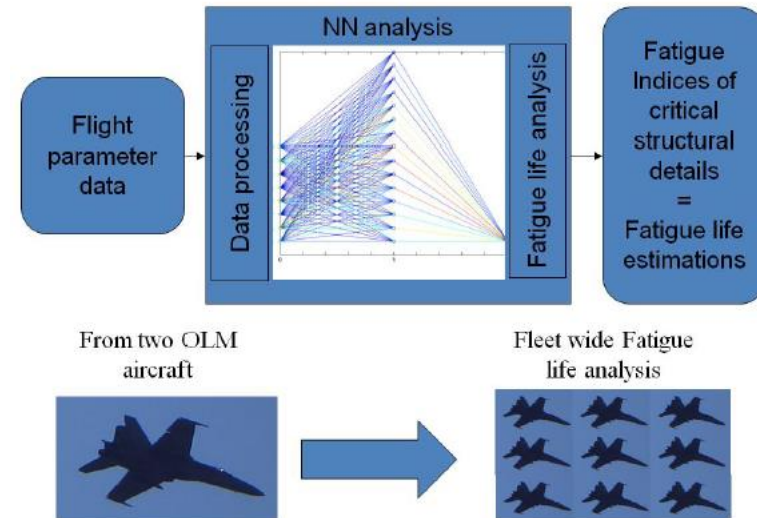 NN analysis
Flight
parameter
data
Data processing
Fatigue life analysis
Fatigue
Indices of
critical
structural
details
=
Fatigue life
estimations
From two OLM
aircraft
Fleet wide Fatigue
life analysis